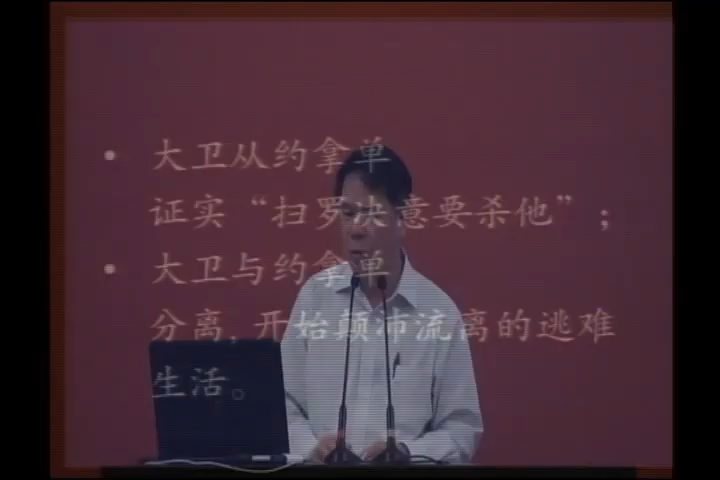 • 大卫从约拿单
证实“扫罗决意要杀他”；
• 大卫与约拿单
分离,开始颠沛流离的逃难
生活。